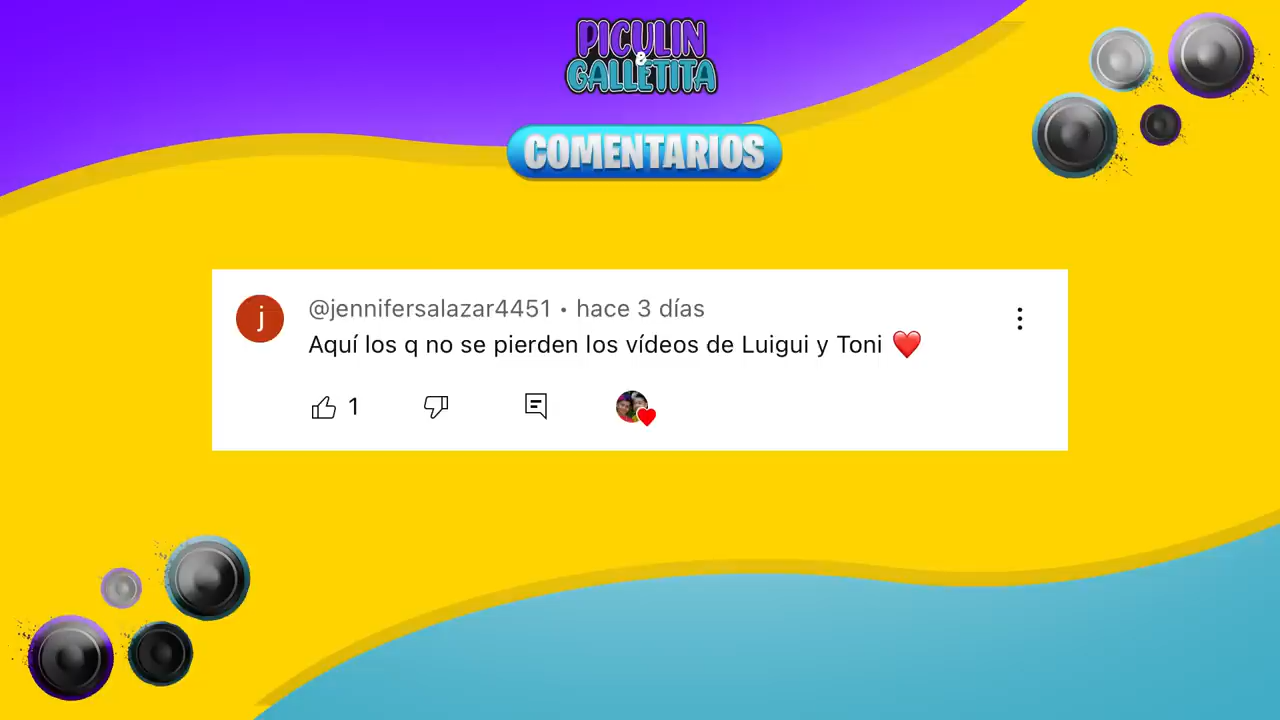 PICULIN
&
GALLETITA
COMENTARIOS
j
@jennifersalazar4451 • hace 3 días
Aquí los q no se pierden los vídeos de Luigui y Toni ❤️
1